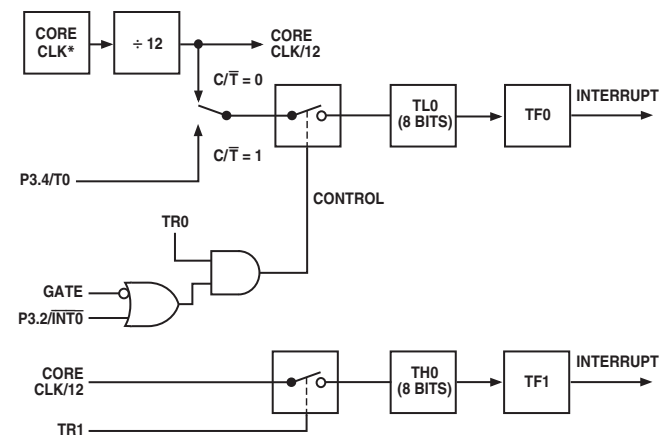 CORE
CLK*
÷ 12
CORE
CLK/12
C/T̅ = 0
TL0
(8 BITS)
TF0
INTERRUPT
C/T̅ = 1
P3.4/T0
CONTROL
TR0
GATE
P3.2/I̅N̅T̅0̅
CORE
CLK/12
TH0
(8 BITS)
TF1
INTERRUPT
TR1